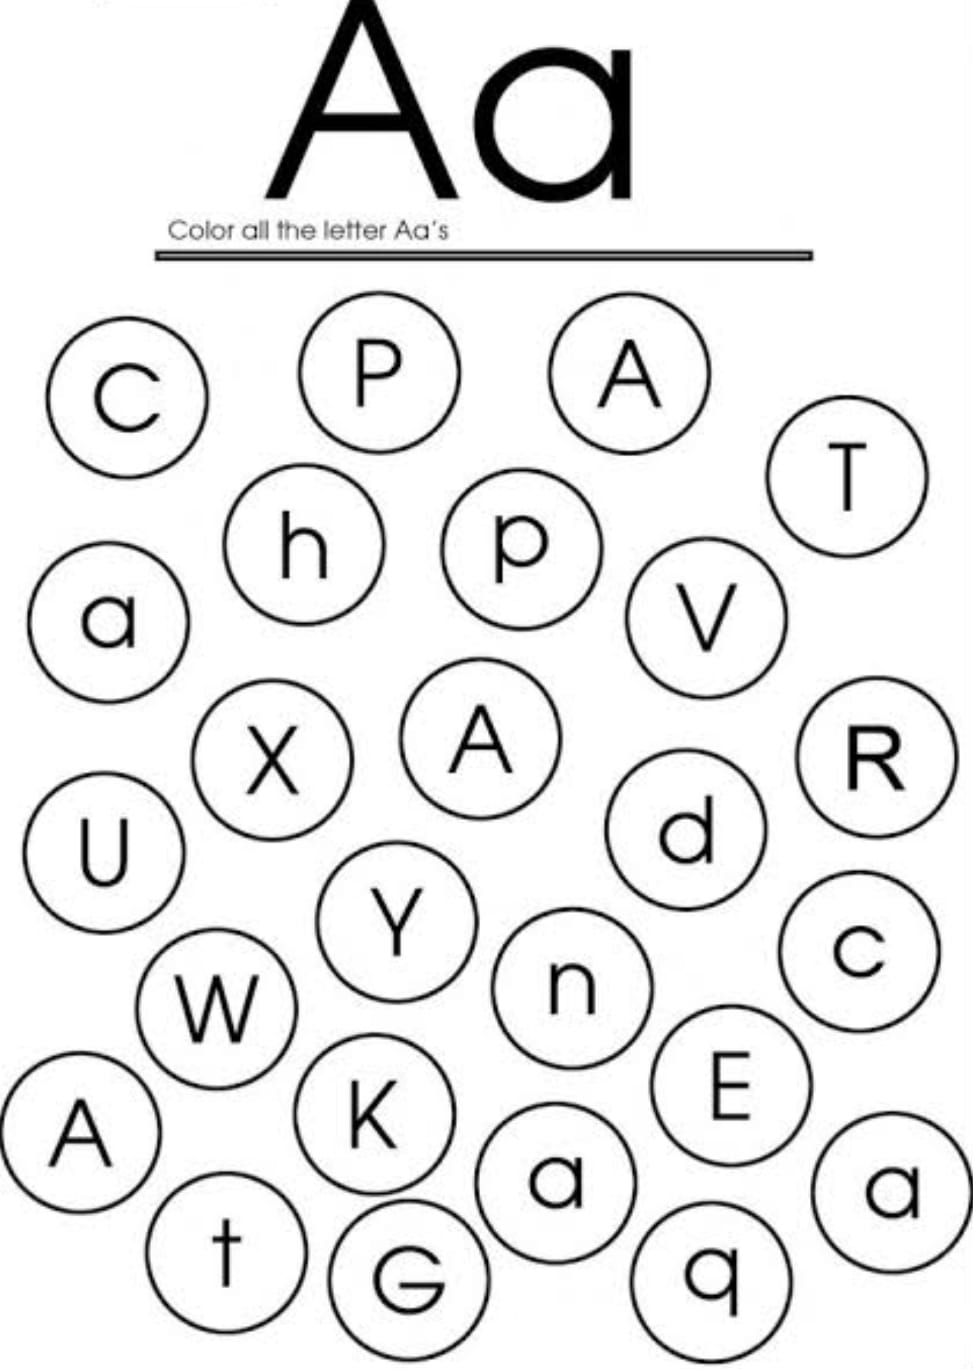 Aa
Color all the letter Aa's
C P A
T
h p
a V
X A R
U d
Y c
W n
E
A K a a
t G q